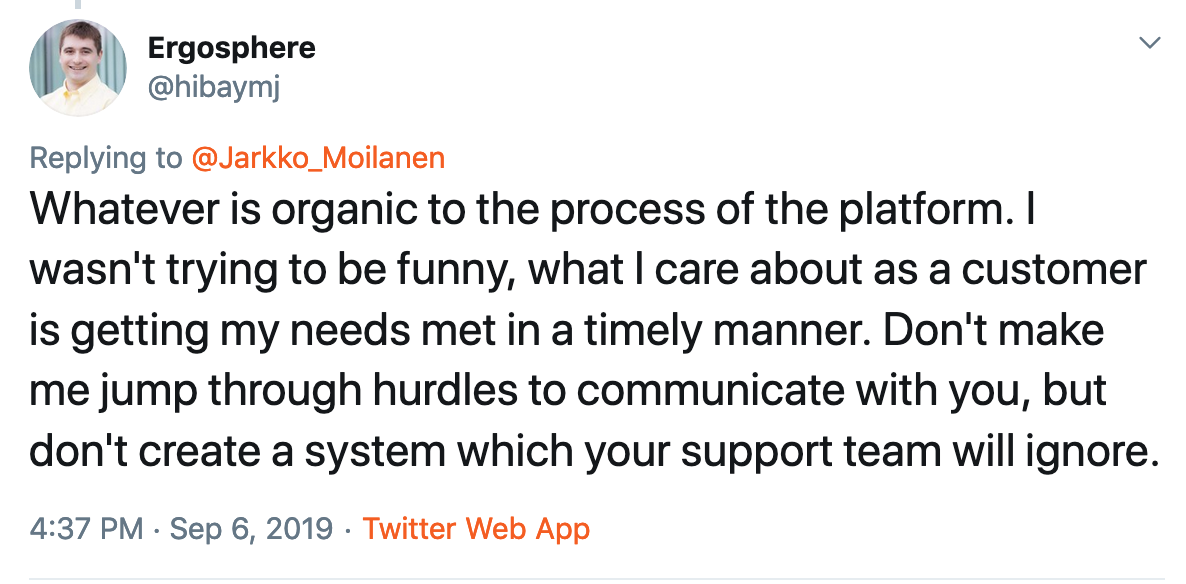 Ergosphere
@hibaymj
Replying to @Jarkko_Moilanen
Whatever is organic to the process of the platform. I
wasn't trying to be funny, what I care about as a customer
is getting my needs met in a timely manner. Don't make
me jump through hurdles to communicate with you, but
don't create a system which your support team will ignore.
4:37 PM · Sep 6, 2019 · Twitter Web App